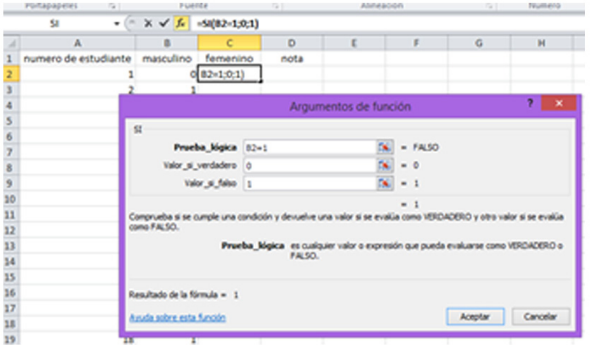 Portapapeles Fuente Alineación Número
SI =SI(B2=1;0;1)
A B C D E F G H
1 numero de estudiante masculino femenino nota
2 1 0 B2=1;0;1)
3 2 1
4 Argumentos de función ? ×
5 SI
6
7 Prueba_lógica B2=1 = FALSO
8 Valor_si_verdadero 0 = 0
9 Valor_si_falso 1 = 1
10 = 1
11 Comprueba si se cumple una condición y devuelve una valor si se evalúa como VERDADERO y otro valor si se evalúa
12 como FALSO.
13 Prueba_lógica es cualquier valor o expresión que pueda evaluarse como VERDADERO o
14 FALSO.
15
16 Resultado de la fórmula = 1
17 Ayuda sobre esta función Aceptar Cancelar
18
19 18 1